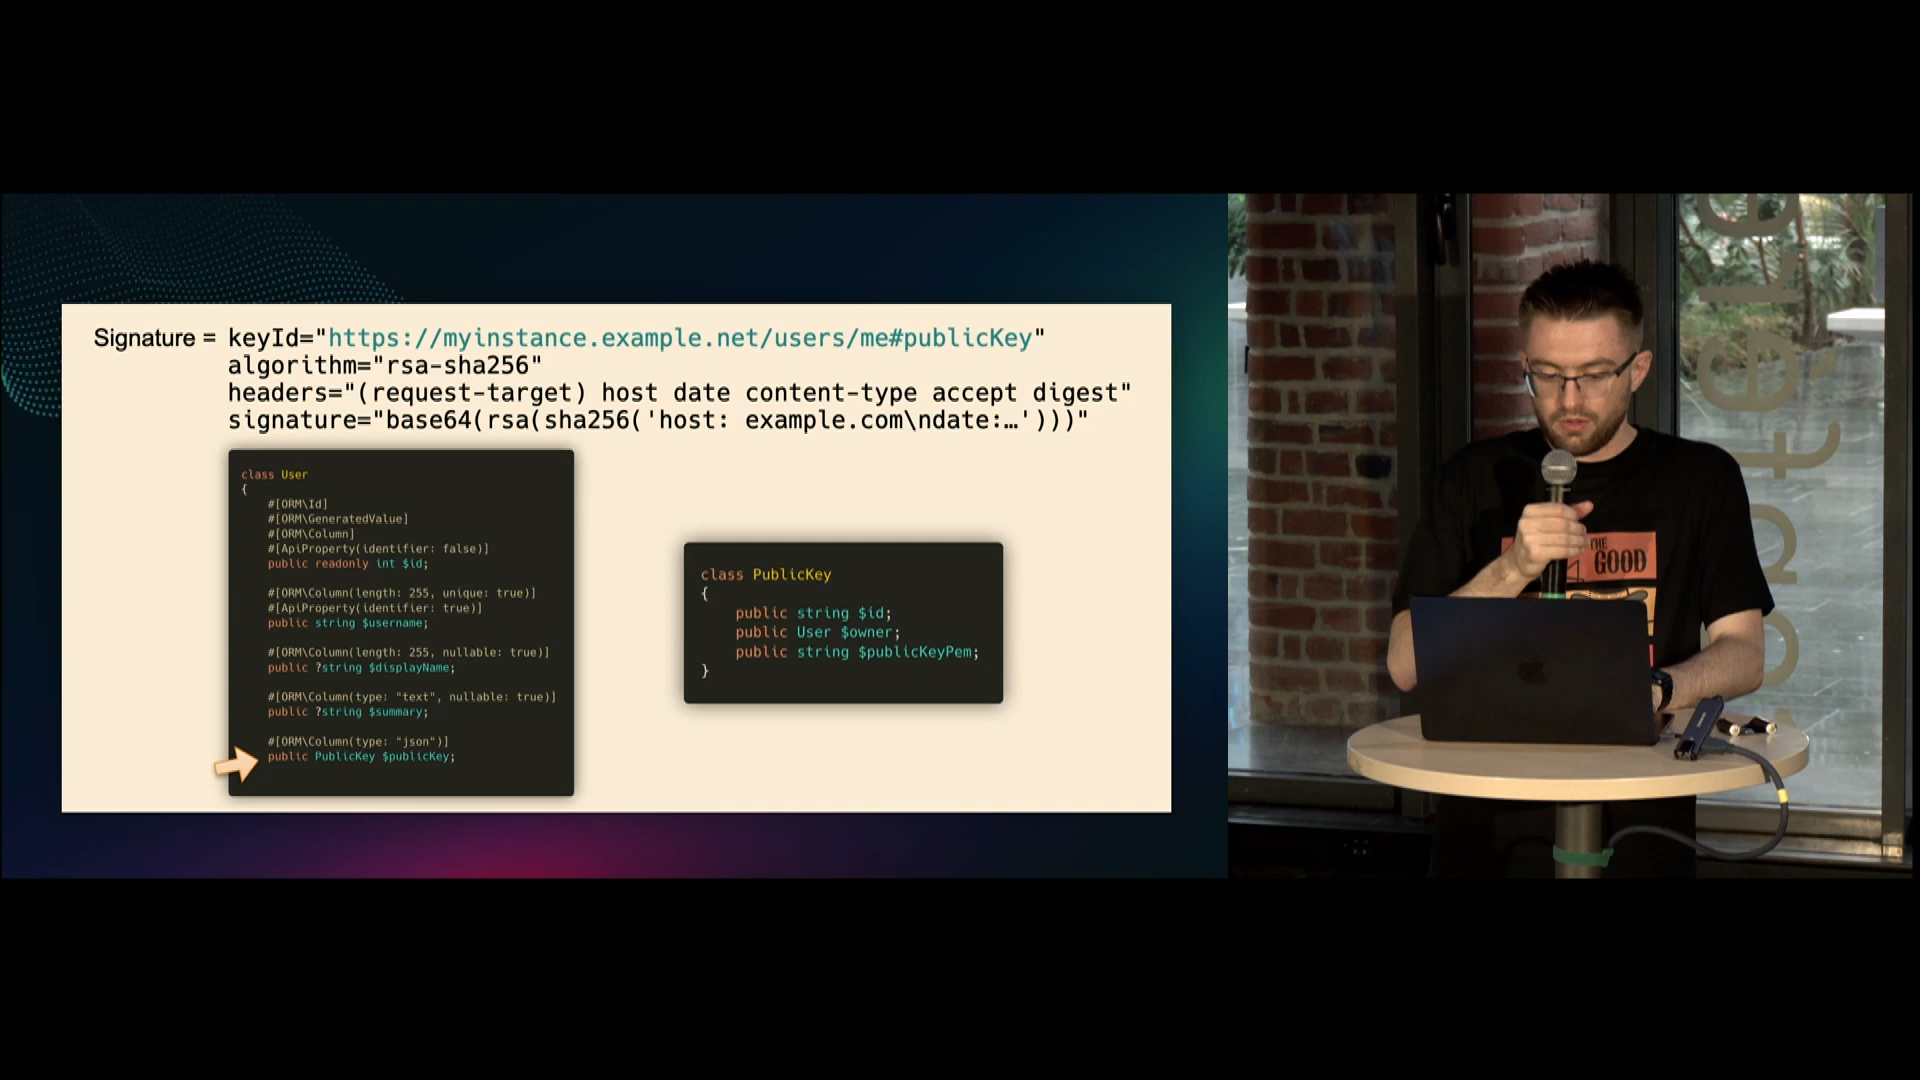 Signature = keyId="https://myinstance.example.net/users/me#publicKey"
algorithm="rsa-sha256"
headers="(request-target) host date content-type accept digest"
signature="base64(rsa(sha256('host: example.com\ndate:…')))"
class User
{
#[ORM\Id]
#[ORM\GeneratedValue]
#[ORM\Column]
#[ApiProperty(identifier: false)]
public readonly int $id;
#[ORM\Column(length: 255, unique: true)]
#[ApiProperty(identifier: true)]
public string $username;
#[ORM\Column(length: 255, nullable: true)]
public ?string $displayName;
#[ORM\Column(type: "text", nullable: true)]
public ?string $summary;
#[ORM\Column(type: "json")]
public PublicKey $publicKey;
class PublicKey
{
public string $id;
public User $owner;
public string $publicKeyPem;
}
THE
GOOD